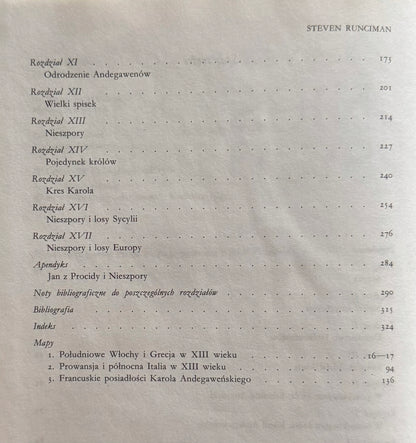 STEVEN RUNCIMAN
Rozdział XI . . . . . . . . . . . . . . . 175
Odrodzenie Andegawenów
Rozdział XII . . . . . . . . . . . . . . . 201
Wielki spisek
Rozdział XIII . . . . . . . . . . . . . . . 214
Nieszpory
Rozdział XIV . . . . . . . . . . . . . . . 227
Pojedynek królów
Rozdział XV . . . . . . . . . . . . . . . 240
Kres Karola
Rozdział XVI . . . . . . . . . . . . . . . 254
Nieszpory i losy Sycylii
Rozdział XVII . . . . . . . . . . . . . . . 276
Nieszpory i losy Europy
Apendyks . . . . . . . . . . . . . . . 284
Jan z Procidy i Nieszpory
Noty bibliograficzne do poszczególnych rozdziałów . . . . . . . 290
Bibliografia . . . . . . . . . . . . . . . 315
Indeks . . . . . . . . . . . . . . . 324
Mapy
1. Południowe Włochy i Grecja w XIII wieku . . . . . . . 16—17
2. Prowansja i północna Italia w XIII wieku . . . . . . . 94
3. Francuskie posiadłości Karola Andegaweńskiego . . . . . . . 136